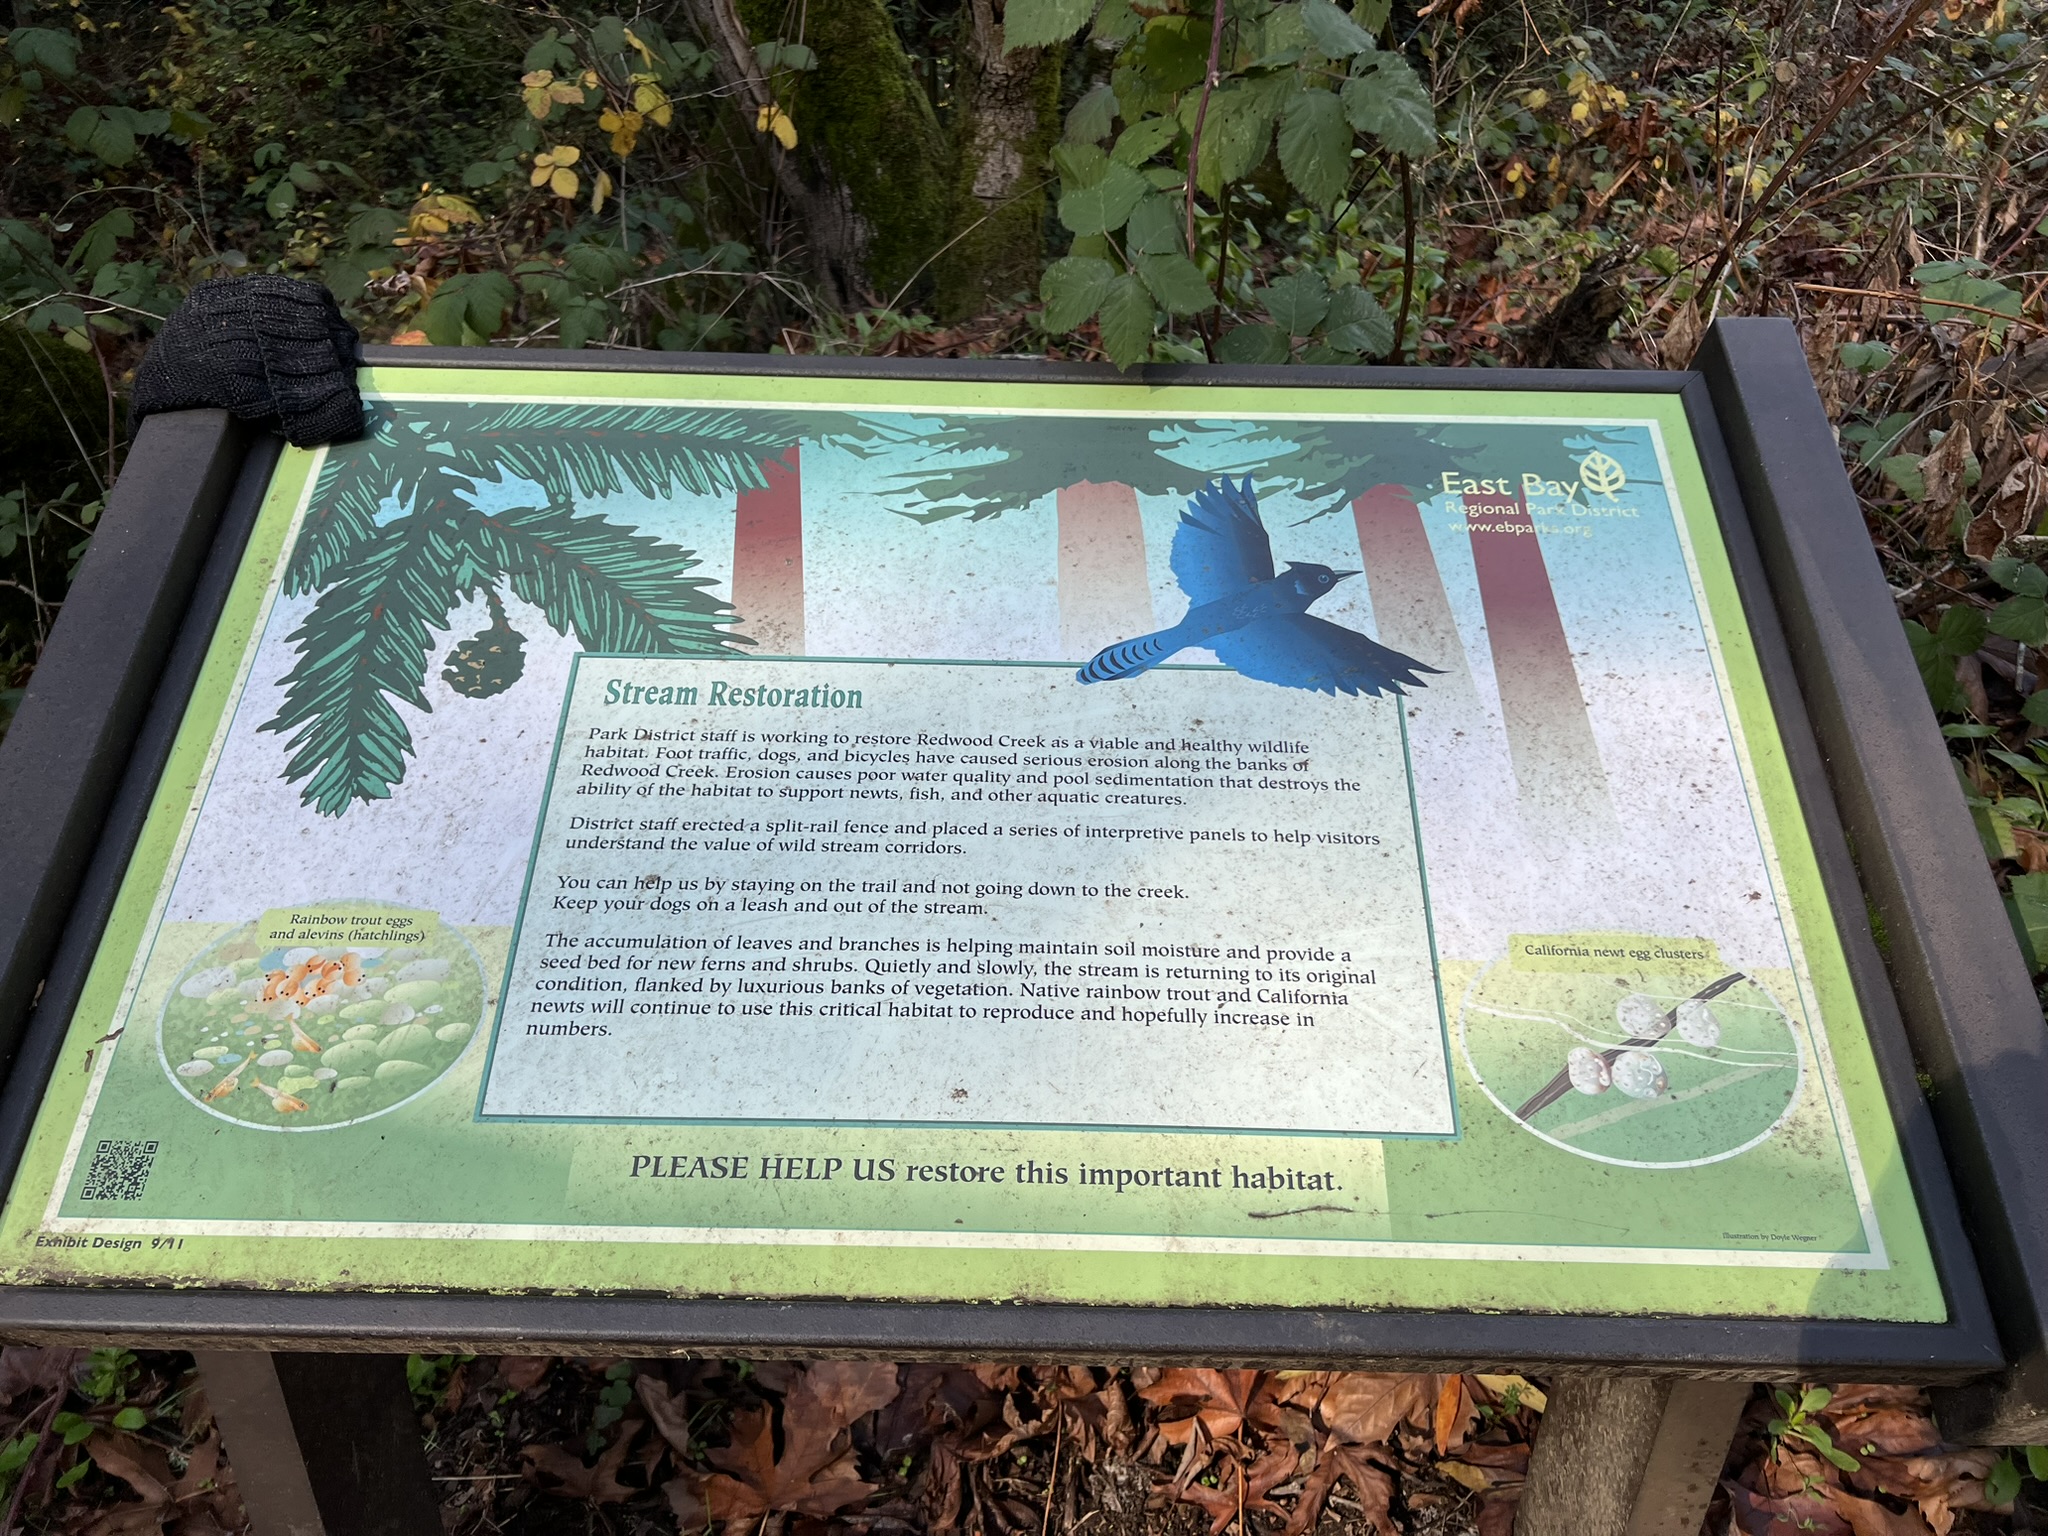 East Bay
Regional Park District
www.ebparks.org
Stream Restoration
Park District staff is working to restore Redwood Creek as a viable and healthy wildlife
habitat. Foot traffic, dogs, and bicycles have caused serious erosion along the banks of
Redwood Creek. Erosion causes poor water quality and pool sedimentation that destroys the
ability of the habitat to support newts, fish, and other aquatic creatures.
District staff erected a split-rail fence and placed a series of interpretive panels to help visitors
understand the value of wild stream corridors.
You can help us by staying on the trail and not going down to the creek.
Keep your dogs on a leash and out of the stream.
The accumulation of leaves and branches is helping maintain soil moisture and provide a
seed bed for new ferns and shrubs. Quietly and slowly, the stream is returning to its original
condition, flanked by luxurious banks of vegetation. Native rainbow trout and California
newts will continue to use this critical habitat to reproduce and hopefully increase in
numbers.
Rainbow trout eggs
and alevins (hatchlings)
California newt egg clusters
PLEASE HELP US restore this important habitat.
Exhibit Design 9/11
Illustration by Doyle Wegner